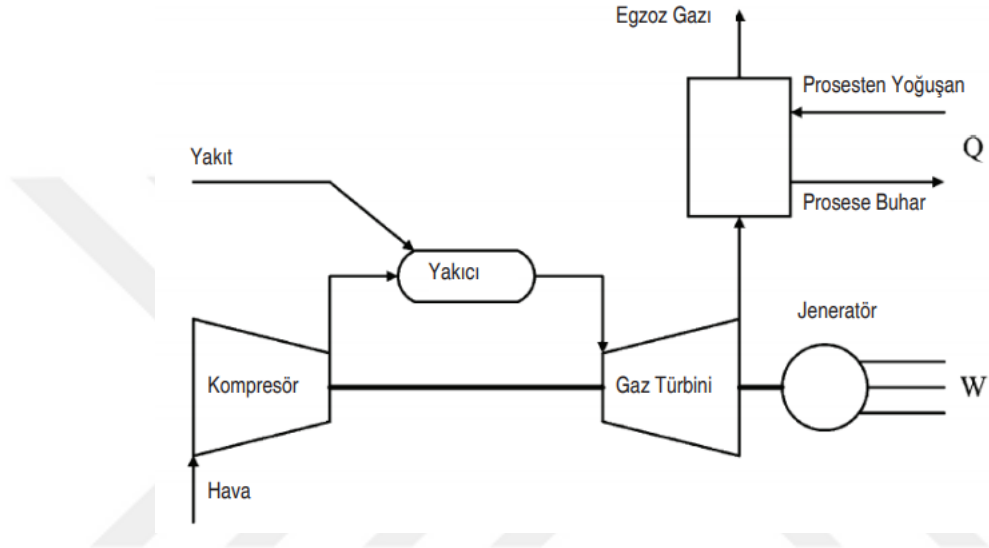 Egzoz Gazı
Prosesten Yoğuşan
Q
Yakıt
Prosese Buhar
Yakıcı
Jeneratör
Kompresör
Gaz Türbini
W
Hava